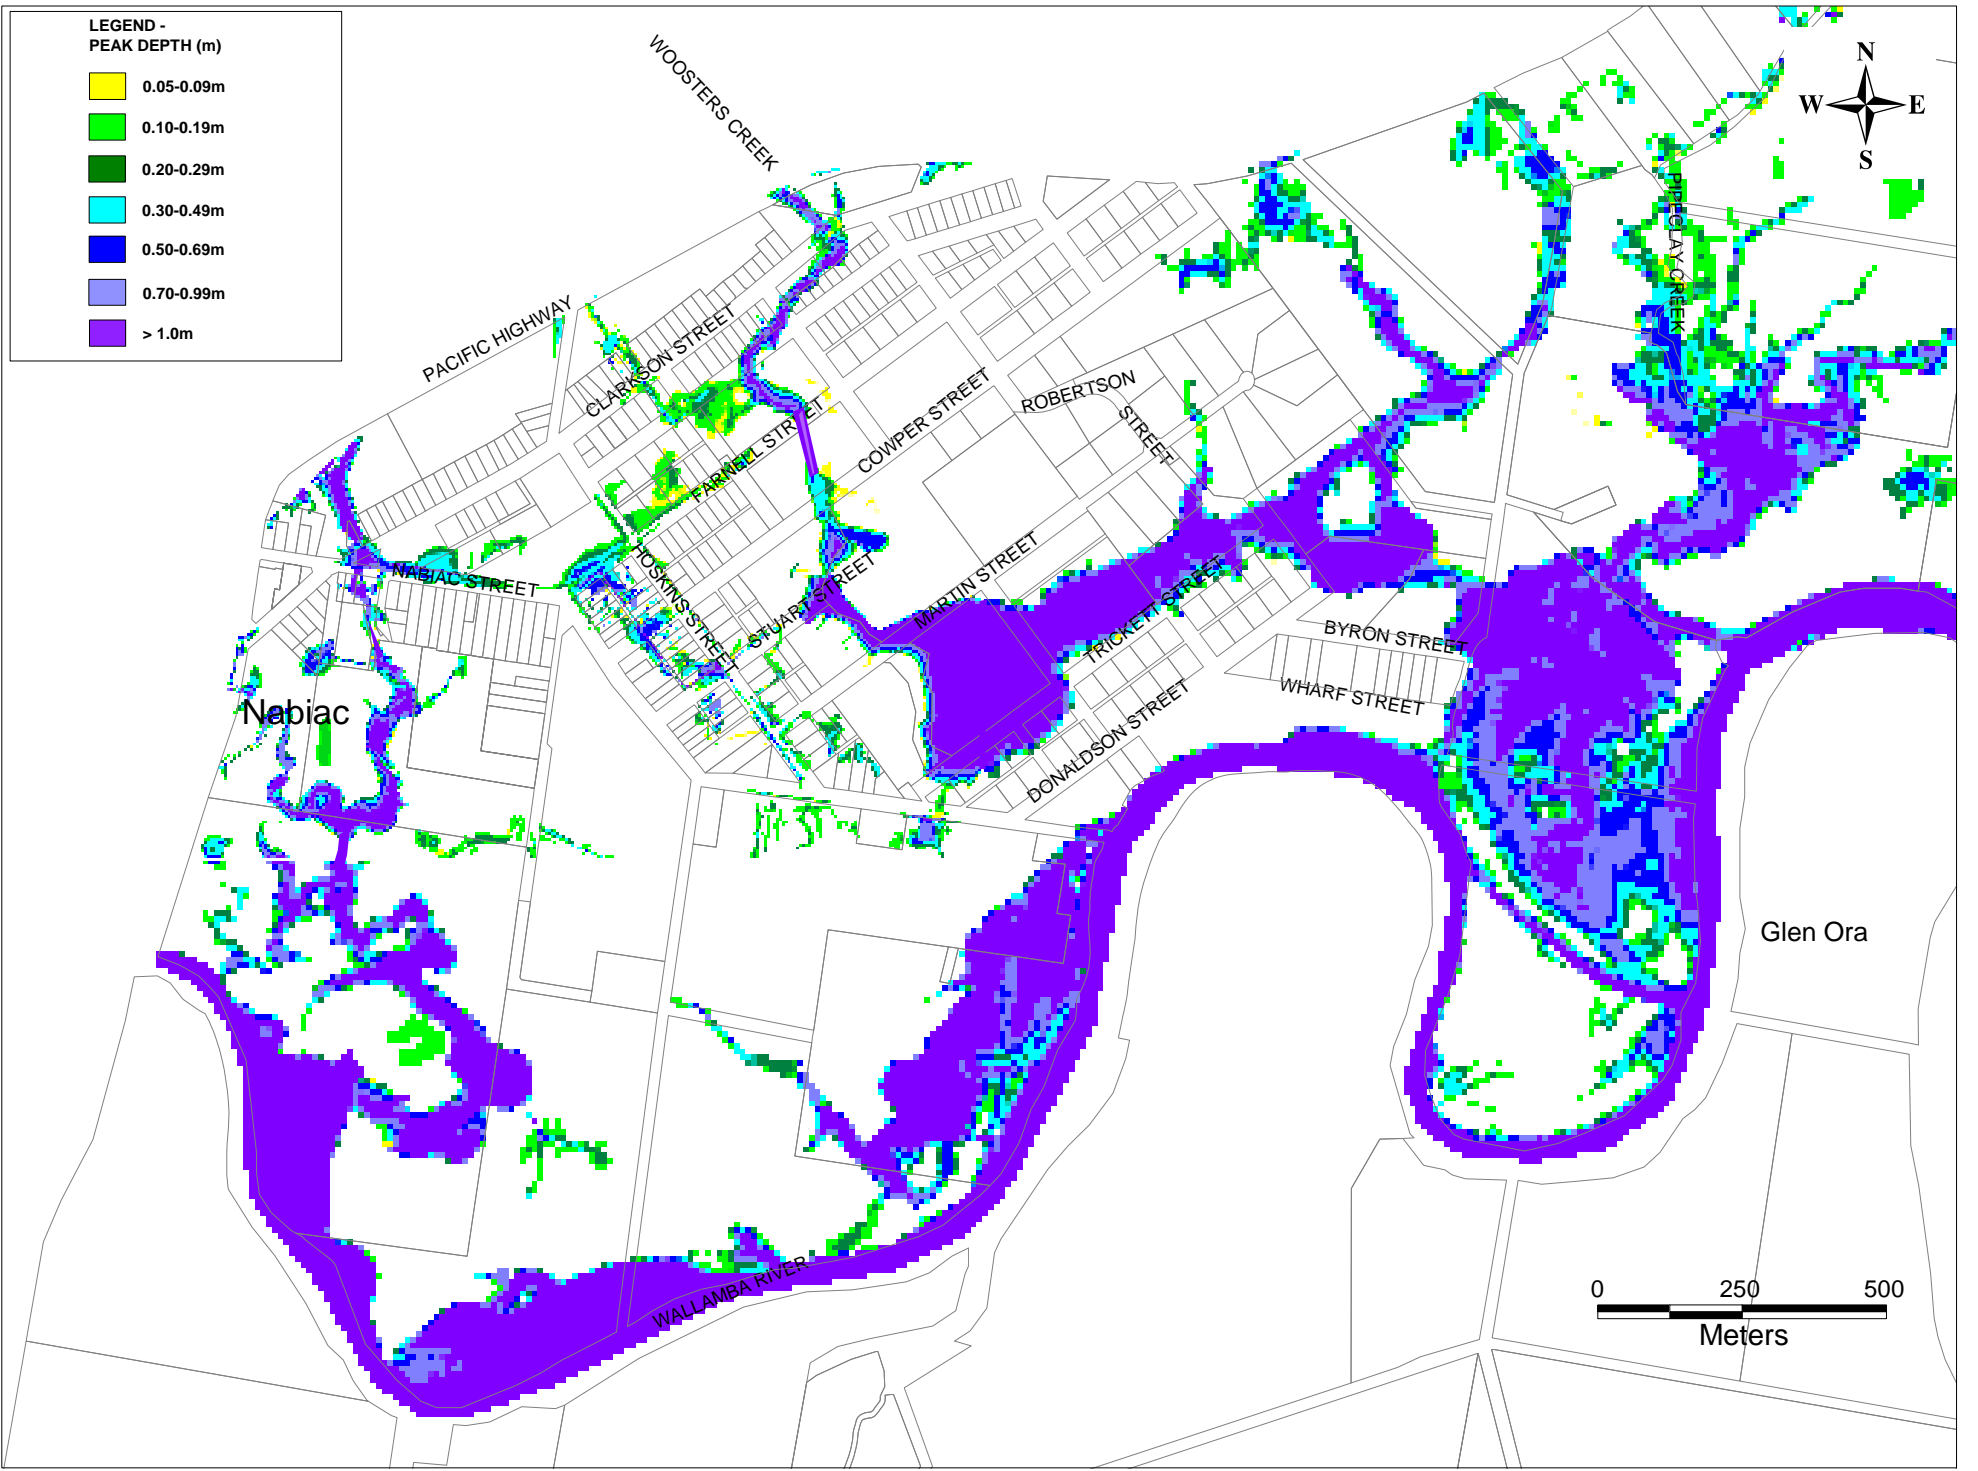 LEGEND -
PEAK DEPTH (m)
0.05-0.09m
0.10-0.19m
0.20-0.29m
0.30-0.49m
0.50-0.69m
0.70-0.99m
> 1.0m
WOOSTERS CREEK
N
W
E
S
PIPECLAY CREEK
PACIFIC HIGHWAY
CLARKSON STREET
FARNELL STREET
COWPER STREET
ROBERTSON
STREET
NABIAC STREET
HOSKINS STREET
STUART STREET
MARTIN STREET
TRICKETT STREET
BYRON STREET
WHARF STREET
DONALDSON STREET
Nabiac
Glen Ora
WALLAMBA RIVER
0 250 500
Meters